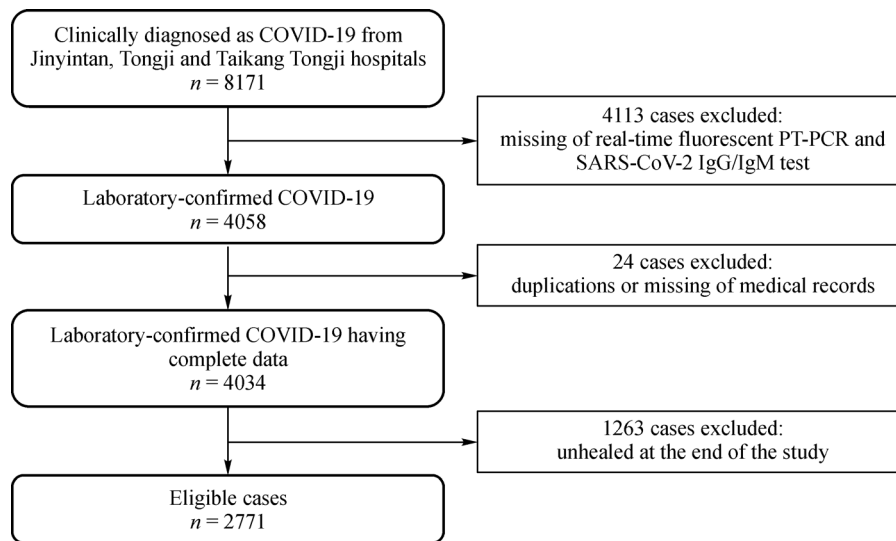 Clinically diagnosed as COVID-19 from
Jinyintan, Tongji and Taikang Tongji hospitals
n = 8171
4113 cases excluded:
missing of real-time fluorescent PT-PCR and
SARS-CoV-2 IgG/IgM test
Laboratory-confirmed COVID-19
n = 4058
24 cases excluded:
duplications or missing of medical records
Laboratory-confirmed COVID-19 having
complete data
n = 4034
1263 cases excluded:
unhealed at the end of the study
Eligible cases
n = 2771